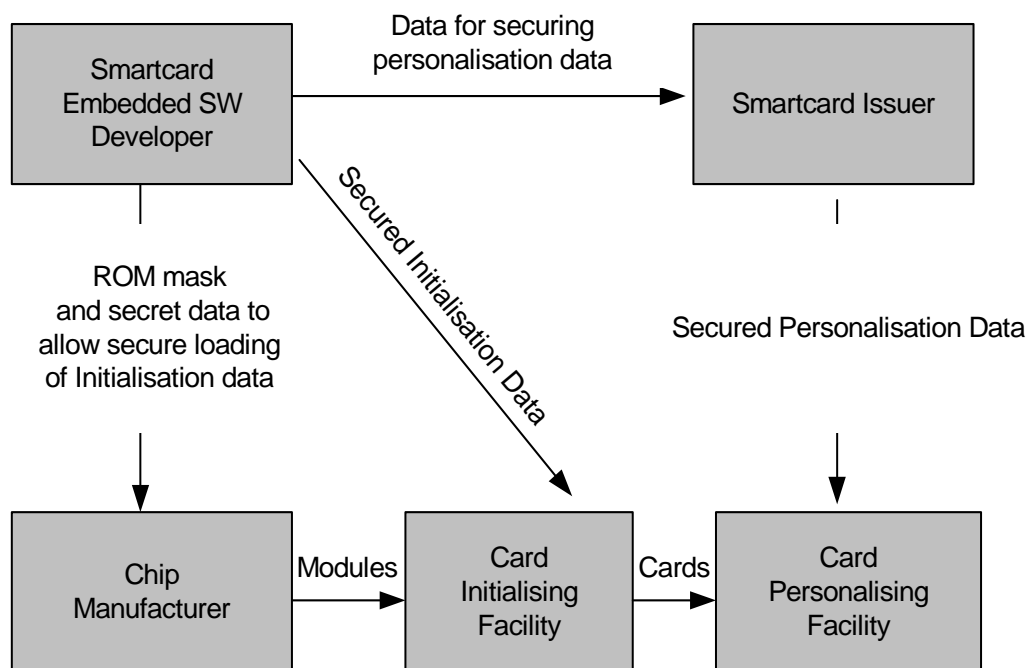 Data for securing
personalisation data
Smartcard
Embedded SW
Developer
Smartcard Issuer
Secured Initialisation Data
ROM mask
and secret data to
allow secure loading
of Initialisation data
Secured Personalisation Data
Chip
Manufacturer
Modules
Card
Initialising
Facility
Cards
Card
Personalising
Facility